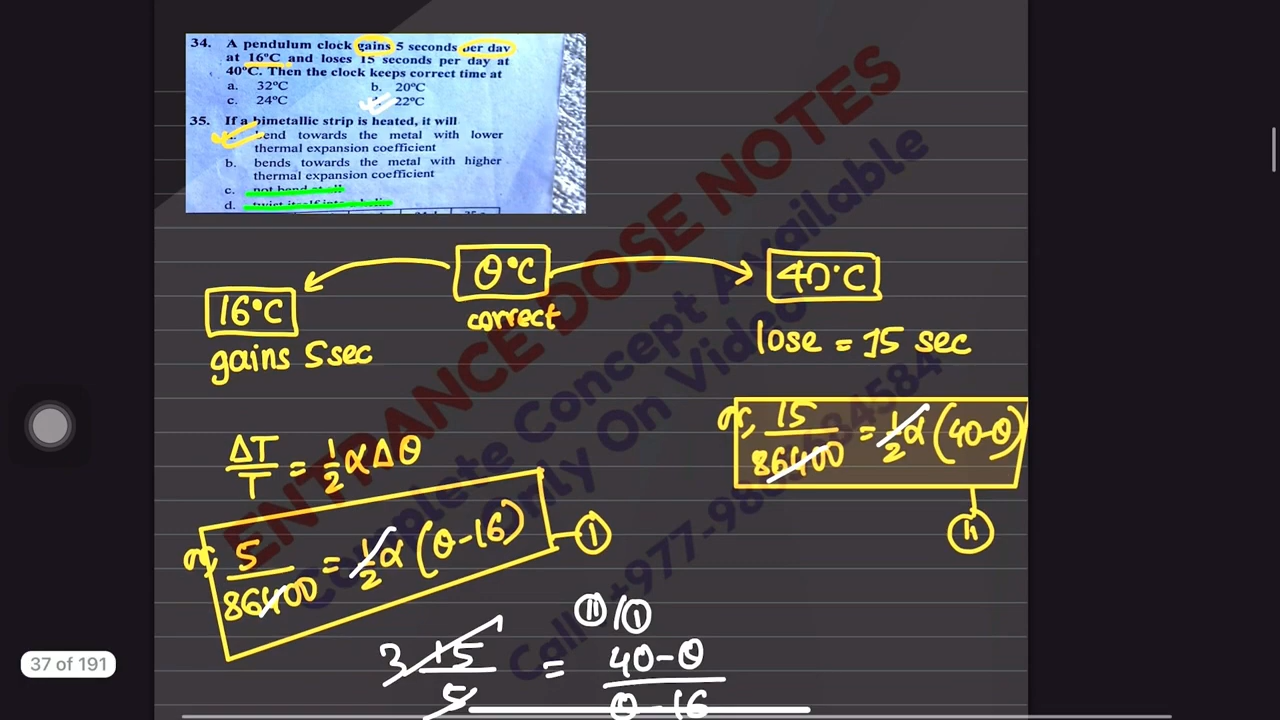 34. A pendulum clock gains 5 seconds per day
at 16°C and loses 15 seconds per day at
40°C. Then the clock keeps correct time at
a. 32°C b. 20°C
c. 24°C 22°C
35. If a bimetallic strip is heated, it will
bend towards the metal with lower
thermal expansion coefficient
b. bends towards the metal with higher
thermal expansion coefficient
c. not bend at all
d. twist itself into a helix
θ°C
correct
16°C
gains 5 sec
40°C
lose = 15 sec
ΔT/T = 1/2 αΔθ
or, 5/86400 = 1/2 α (θ-16) I
or, 15/86400 = 1/2 α (40-θ)
II
II/I
3 15/5 = 40-θ/θ-16
ENTRANCE DOSE NOTES
Complete Concept Available
Only On Video
37 of 191